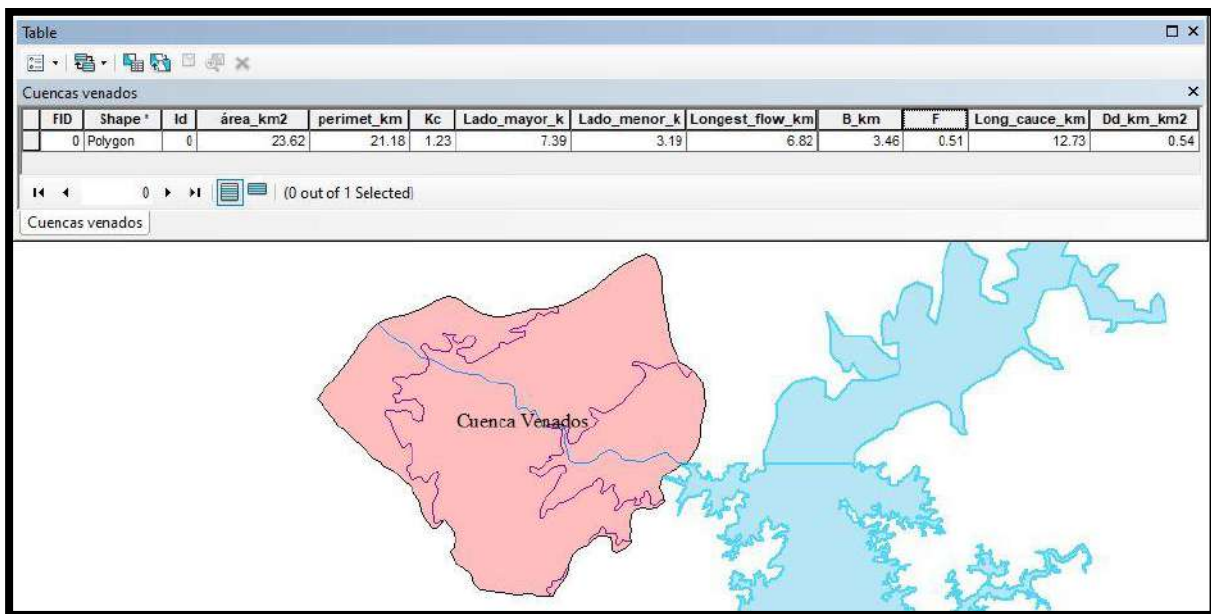 Table
Cuencas venados
FID Shape * Id área_km2 perimet_km Kc Lado_mayor_k Lado_menor_k Longest_flow_km B_km F Long_cauce_km Dd_km_km2
0 Polygon 0 23.62 21.18 1.23 7.39 3.19 6.82 3.46 0.51 12.73 0.54
0 (0 out of 1 Selected)
Cuencas venados
Cuenca Venados